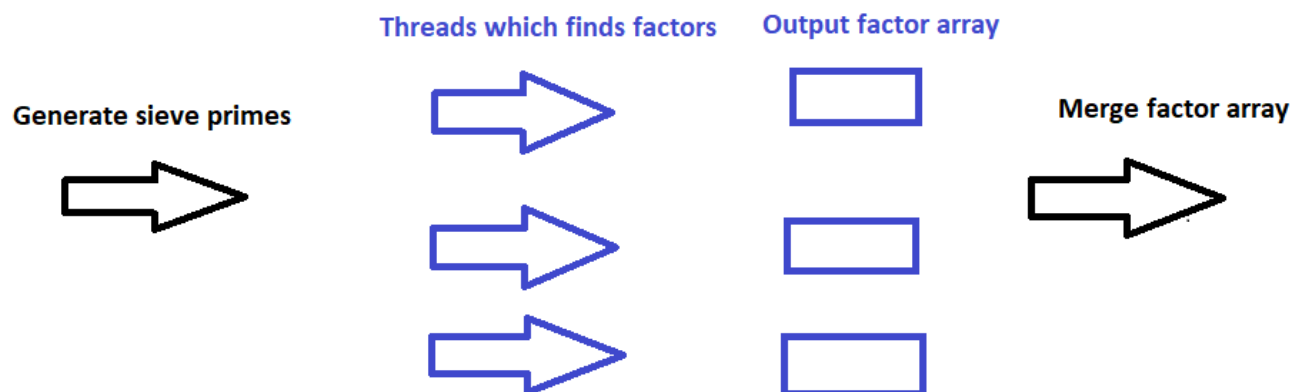 Threads which finds factors
Output factor array
Generate sieve primes
Merge factor array